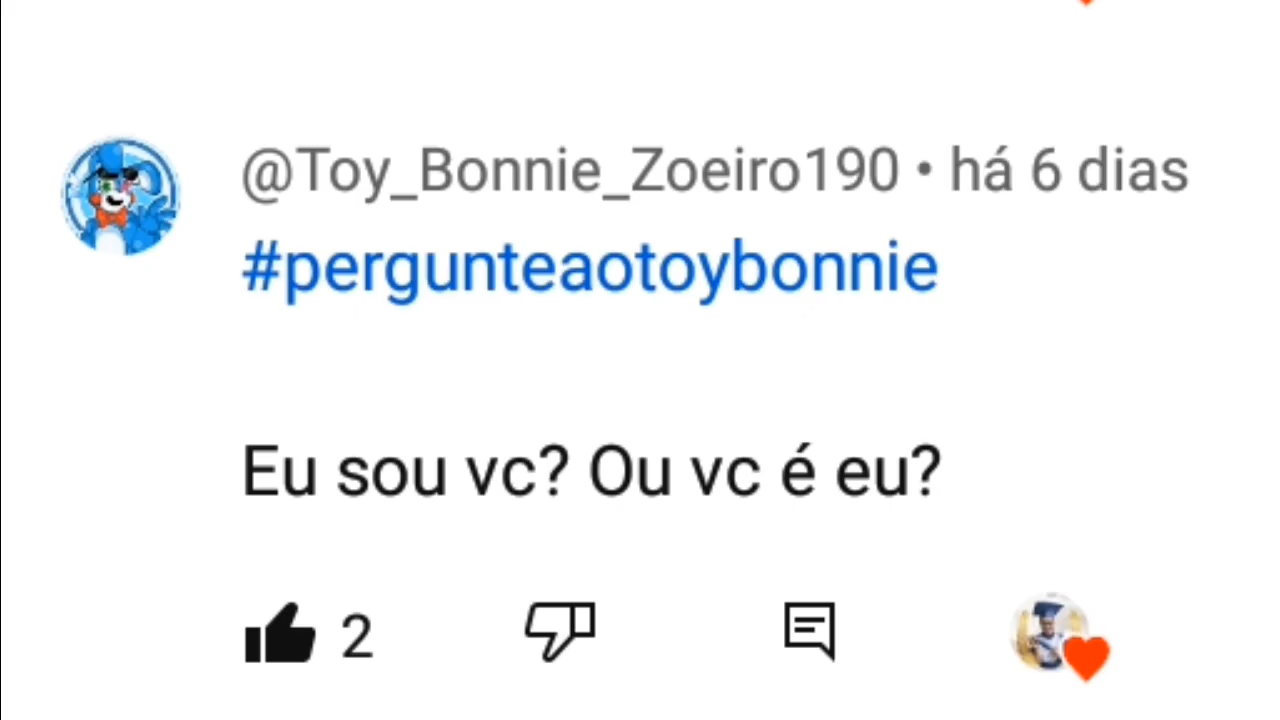 @Toy_Bonnie_Zoeiro190 • há 6 dias
#pergunteaotoybonnie
Eu sou vc? Ou vc é eu?
2